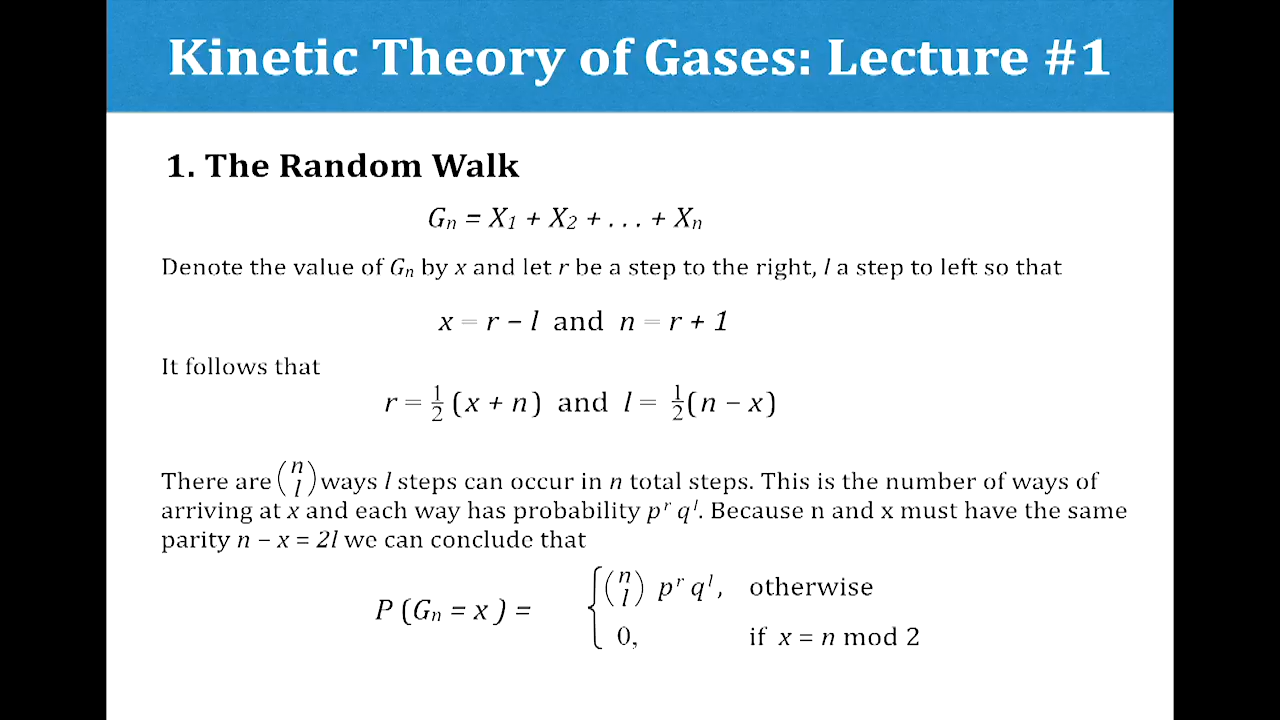 Kinetic Theory of Gases: Lecture #1
1. The Random Walk
Gₙ = X₁ + X₂ + . . . + Xₙ
Denote the value of Gₙ by x and let r be a step to the right, l a step to left so that
x = r – l and n = r + 1
It follows that
r = ½ (x + n) and l = ½(n – x)
There are (n l) ways l steps can occur in n total steps. This is the number of ways of
arriving at x and each way has probability pʳ qˡ. Because n and x must have the same
parity n – x = 2l we can conclude that
P (Gₙ = x ) = { (n l) pʳ qˡ, otherwise
0, if x = n mod 2